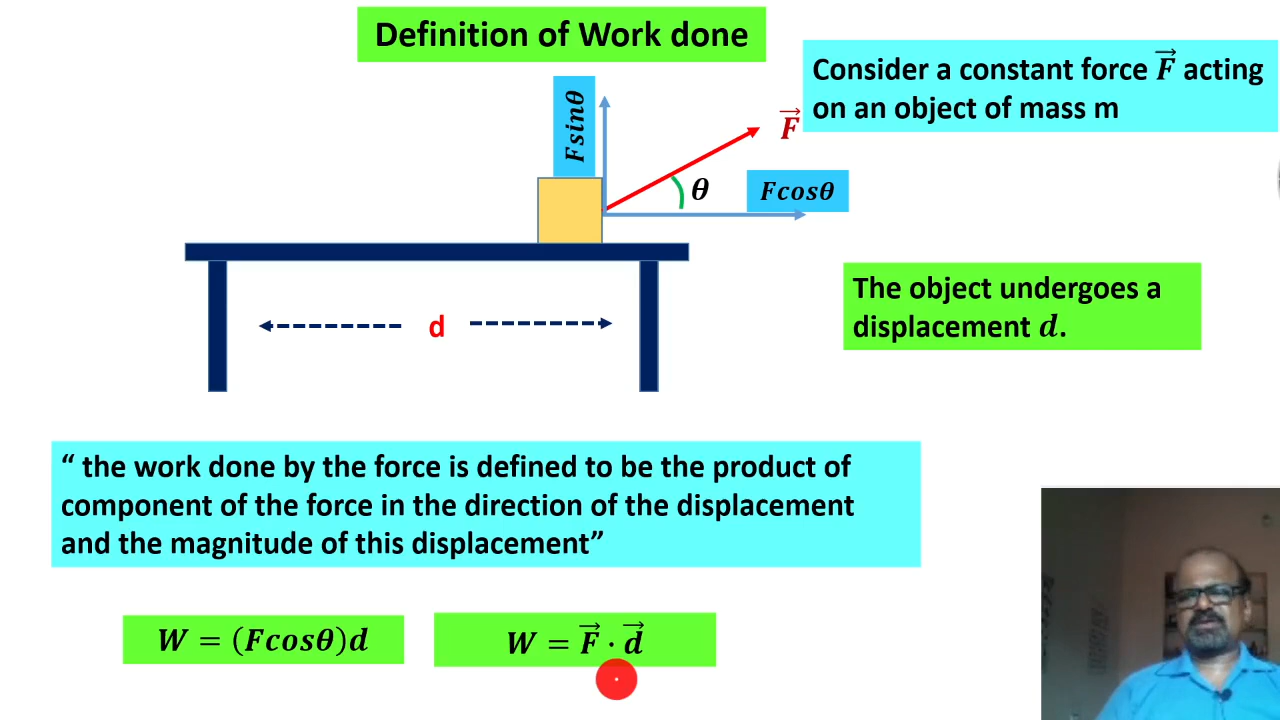 Definition of Work done
Consider a constant force F⃗ acting
on an object of mass m
Fsinθ
F⃗
θ
Fcosθ
The object undergoes a
displacement d.
d
“ the work done by the force is defined to be the product of
component of the force in the direction of the displacement
and the magnitude of this displacement”
W = (Fcosθ)d
W = F⃗ · d⃗